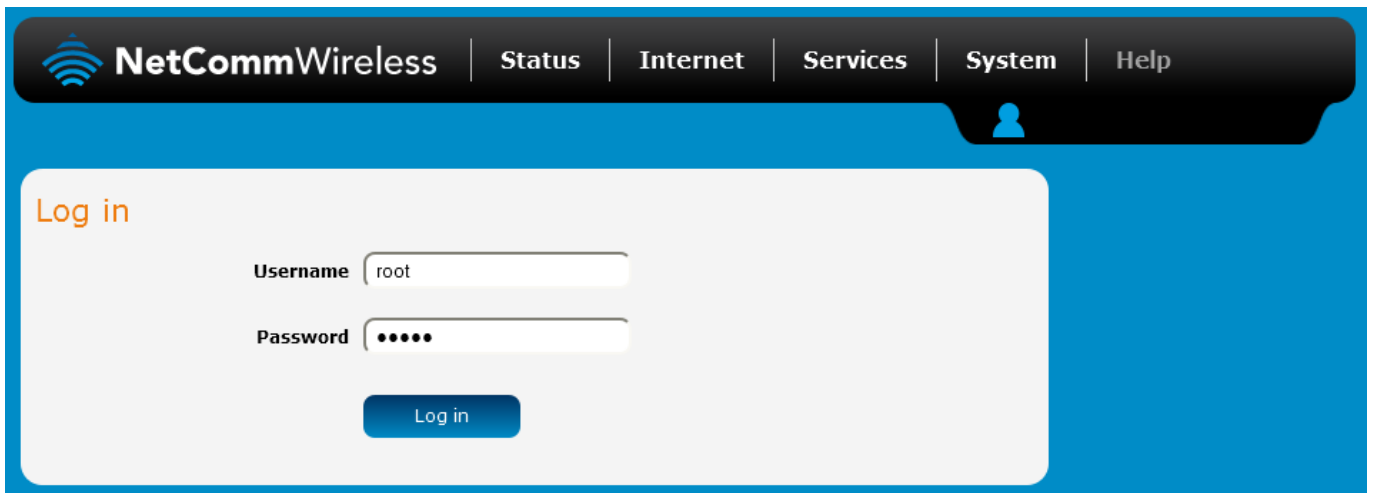 NetCommWireless Status Internet Services System Help
Log in
Username root
Password •••••
Log in